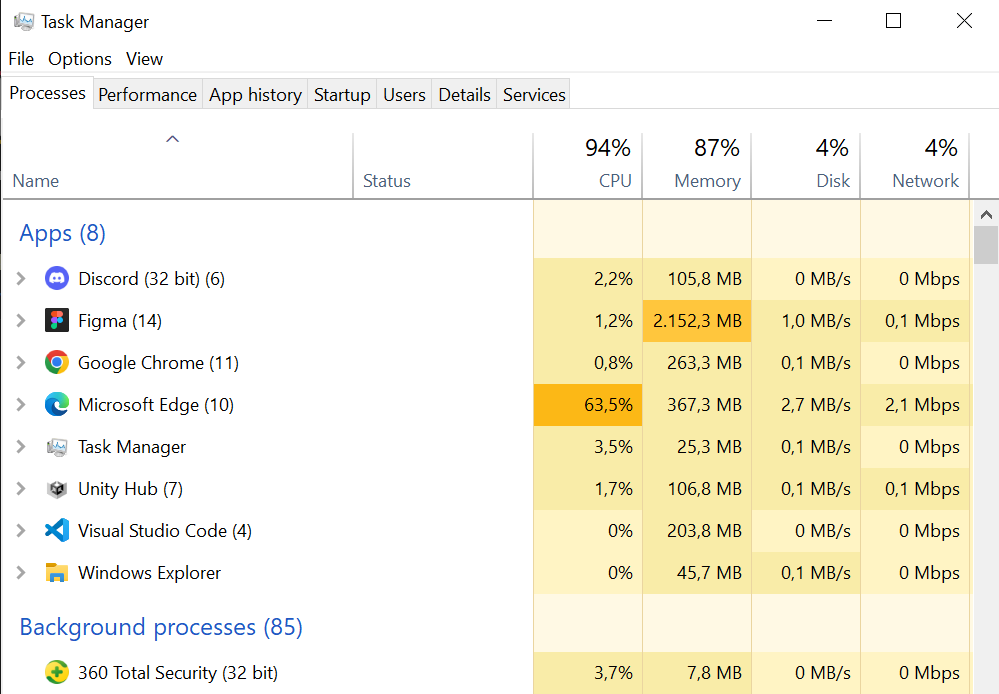 Task Manager
File Options View
Processes Performance App history Startup Users Details Services
94% 87% 4% 4%
Name Status CPU Memory Disk Network
Apps (8)
Discord (32 bit) (6) 2,2% 105,8 MB 0 MB/s 0 Mbps
Figma (14) 1,2% 2.152,3 MB 1,0 MB/s 0,1 Mbps
Google Chrome (11) 0,8% 263,3 MB 0,1 MB/s 0 Mbps
Microsoft Edge (10) 63,5% 367,3 MB 2,7 MB/s 2,1 Mbps
Task Manager 3,5% 25,3 MB 0,1 MB/s 0 Mbps
Unity Hub (7) 1,7% 106,8 MB 0,1 MB/s 0,1 Mbps
Visual Studio Code (4) 0% 203,8 MB 0 MB/s 0 Mbps
Windows Explorer 0% 45,7 MB 0,1 MB/s 0 Mbps
Background processes (85)
360 Total Security (32 bit) 3,7% 7,8 MB 0 MB/s 0 Mbps